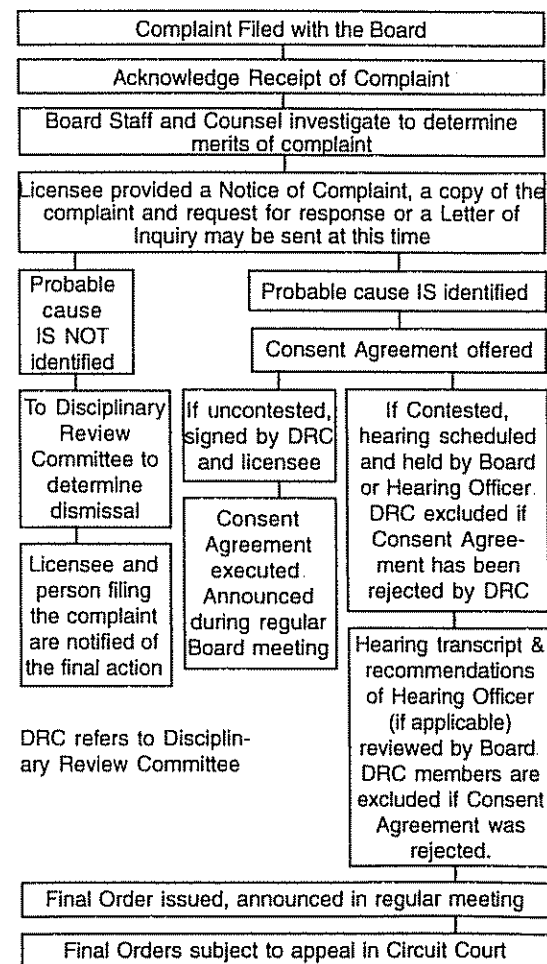 Complaint Filed with the Board
Acknowledge Receipt of Complaint
Board Staff and Counsel investigate to determine
merits of complaint
Licensee provided a Notice of Complaint, a copy of the
complaint and request for response or a Letter of
Inquiry may be sent at this time
Probable
cause
IS NOT
identified
Probable cause IS identified
Consent Agreement offered
To Disciplinary
Review
Committee to
determine
dismissal
Licensee and
person filing
the complaint
are notified of
the final action
If uncontested,
signed by DRC
and licensee
Consent
Agreement
executed.
Announced
during regular
Board meeting
If Contested,
hearing scheduled
and held by Board
or Hearing Officer.
DRC excluded if
Consent Agree-
ment has been
rejected by DRC
Hearing transcript &
recommendations
of Hearing Officer
(if applicable)
reviewed by Board.
DRC members are
excluded if Consent
Agreement was
rejected.
DRC refers to Disciplin-
ary Review Committee
Final Order issued, announced in regular meeting
Final Orders subject to appeal in Circuit Court